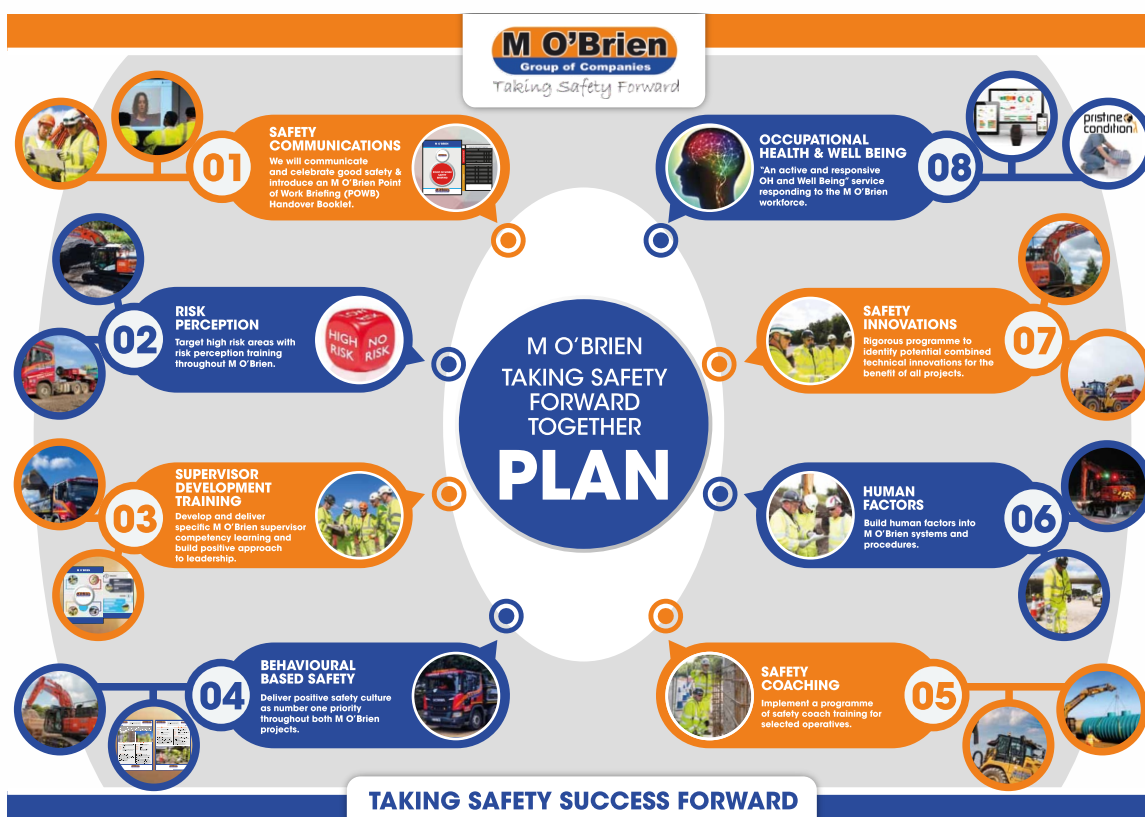 M O'Brien
Group of Companies
Taking Safety Forward
01
SAFETY
COMMUNICATIONS
We will communicate
and celebrate good safety &
introduce an M O'Brien Point
of Work Briefing (POWB)
Handover Booklet.
02
RISK
PERCEPTION
Target high risk areas with
risk perception training
throughout M O'Brien.
LOW
RISK
HIGH
RISK
NO
RISK
03
SUPERVISOR
DEVELOPMENT
TRAINING
Develop and deliver
specific M O'Brien supervisor
competency learning and
build positive approach
to leadership.
04
BEHAVIOURAL
BASED SAFETY
Deliver positive safety culture
as number one priority
throughout both M O'Brien
projects.
M O'BRIEN
TAKING SAFETY
FORWARD
TOGETHER
PLAN
08
OCCUPATIONAL
HEALTH & WELL BEING
"An active and responsive
OH and Well Being" service
responding to the M O'Brien
workforce.
pristine
condition
07
SAFETY
INNOVATIONS
Rigorous programme to
identify potential combined
technical innovations for the
benefit of all projects.
06
HUMAN
FACTORS
Build human factors into
M O'Brien systems and
procedures.
05
SAFETY
COACHING
Implement a programme
of safety coach training for
selected operatives.
TAKING SAFETY SUCCESS FORWARD